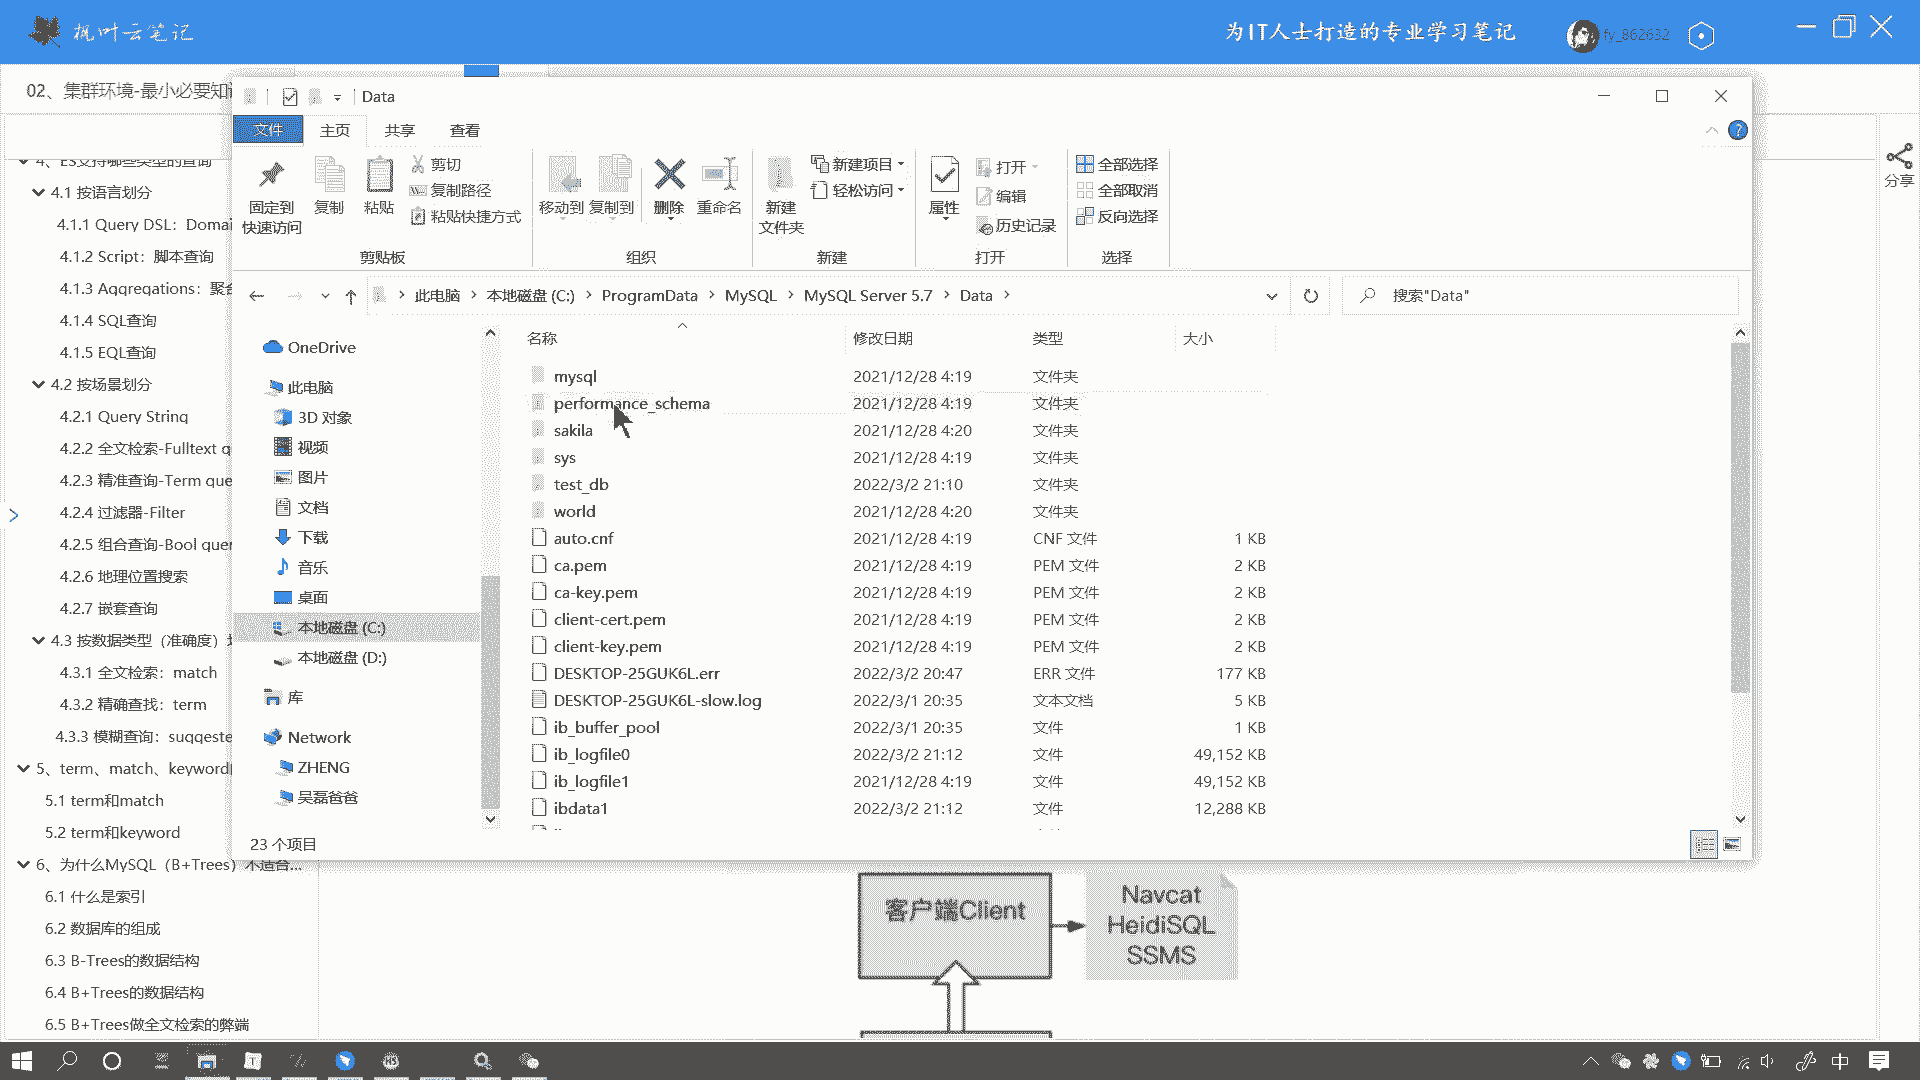 枫叶云笔记
为IT人士打造的专业学习笔记
fy_862632
02、集群环境-最小必要知
Data
文件
主页
共享
查看
固定到
快速访问
复制
粘贴
剪切
复制路径
粘贴快捷方式
剪贴板
移动到
复制到
删除
重命名
组织
新建
文件夹
新建项目
轻松访问
新建
属性
打开
编辑
历史记录
打开
全部选择
全部取消
反向选择
选择
分享
此电脑
本地磁盘 (C:)
ProgramData
MySQL
MySQL Server 5.7
Data
搜索"Data"
4、ES支持哪些类型的查询
4.1 按语言划分
4.1.1 Query DSL：Domai
4.1.2 Script：脚本查询
4.1.3 Aggregations：聚合
4.1.4 SQL查询
4.1.5 EQL查询
4.2 按场景划分
4.2.1 Query String
4.2.2 全文检索-Fulltext q
4.2.3 精准查询-Term que
4.2.4 过滤器-Filter
4.2.5 组合查询-Bool quer
4.2.6 地理位置搜索
4.2.7 嵌套查询
4.3 按数据类型（准确度）
4.3.1 全文检索：match
4.3.2 精确查找：term
4.3.3 模糊查询：suggeste
5、term、match、keyword
5.1 term和match
5.2 term和keyword
6、为什么MySQL（B+Trees）不适合...
6.1 什么是索引
6.2 数据库的组成
6.3 B-Trees的数据结构
6.4 B+Trees的数据结构
6.5 B+Trees做全文检索的弊端
OneDrive
此电脑
3D 对象
视频
图片
文档
下载
音乐
桌面
本地磁盘 (C:)
本地磁盘 (D:)
库
Network
ZHENG
吴磊爸爸
名称 修改日期 类型 大小
mysql 2021/12/28 4:19 文件夹
performance_schema 2021/12/28 4:19 文件夹
sakila 2021/12/28 4:20 文件夹
sys 2021/12/28 4:19 文件夹
test_db 2022/3/2 21:10 文件夹
world 2021/12/28 4:20 文件夹
auto.cnf 2021/12/28 4:19 CNF 文件 1 KB
ca.pem 2021/12/28 4:19 PEM 文件 2 KB
ca-key.pem 2021/12/28 4:19 PEM 文件 2 KB
client-cert.pem 2021/12/28 4:19 PEM 文件 2 KB
client-key.pem 2021/12/28 4:19 PEM 文件 2 KB
DESKTOP-25GUK6L.err 2022/3/2 20:47 ERR 文件 177 KB
DESKTOP-25GUK6L-slow.log 2022/3/1 20:35 文本文档 5 KB
ib_buffer_pool 2022/3/1 20:35 文件 1 KB
ib_logfile0 2022/3/2 21:12 文件 49,152 KB
ib_logfile1 2021/12/28 4:19 文件 49,152 KB
ibdata1 2022/3/2 21:12 文件 12,288 KB
23 个项目
客户端Client
Navcat
HeidiSQL
SSMS
中